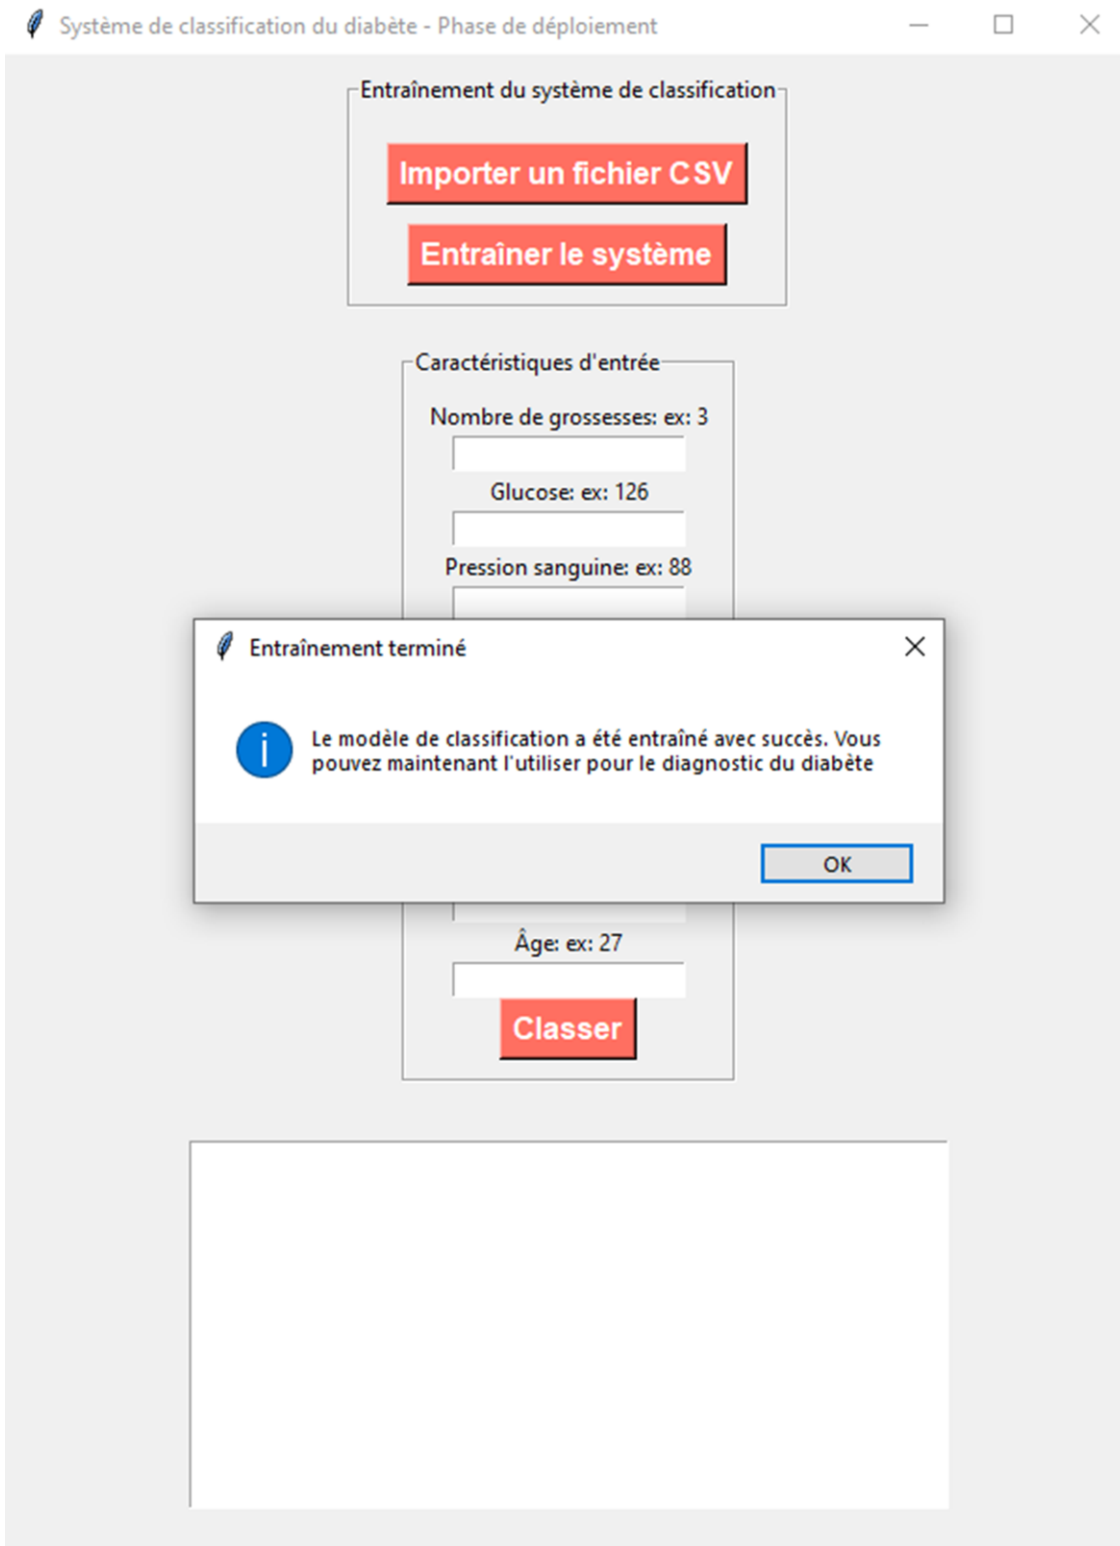 Système de classification du diabète - Phase de déploiement
Entraînement du système de classification
Importer un fichier CSV
Entraîner le système
Caractéristiques d'entrée
Nombre de grossesses: ex: 3
Glucose: ex: 126
Pression sanguine: ex: 88
Entraînement terminé
Le modèle de classification a été entraîné avec succès. Vous
pouvez maintenant l'utiliser pour le diagnostic du diabète
OK
Âge: ex: 27
Classer